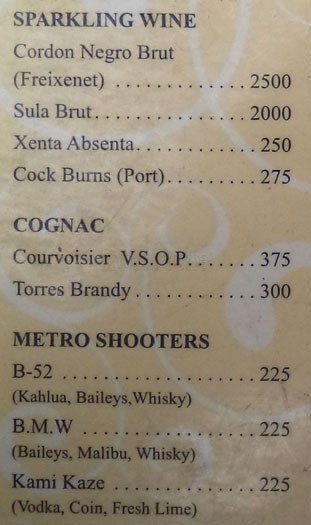 SPARKLING WINE
Cordon Negro Brut
(Freixenet) ............. 2500
Sula Brut................ 2000
Xenta Absenta............ 250
Cock Burns (Port)........ 275
COGNAC
Courvoisier V.S.O.P....... 375
Torres Brandy ............ 300
METRO SHOOTERS
B-52 .................... 225
(Kahlua, Baileys,Whisky)
B.M.W .................. 225
(Baileys, Malibu, Whisky)
Kami Kaze .............. 225
(Vodka, Coin, Fresh Lime)